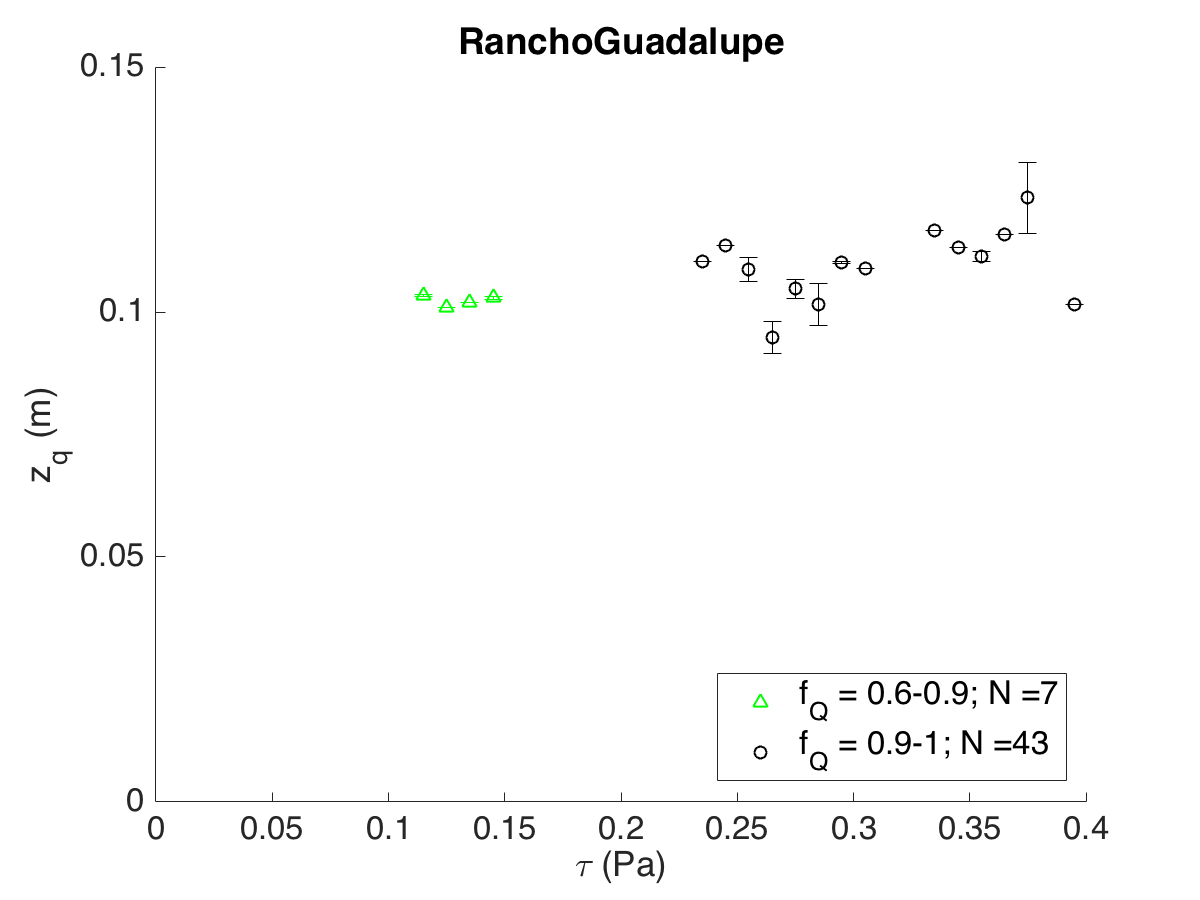 RanchoGuadalupe
0.15
0.1
0.05
0
z_q (m)
f_Q = 0.6-0.9; N =7
f_Q = 0.9-1; N =43
0 0.05 0.1 0.15 0.2 0.25 0.3 0.35 0.4
τ (Pa)